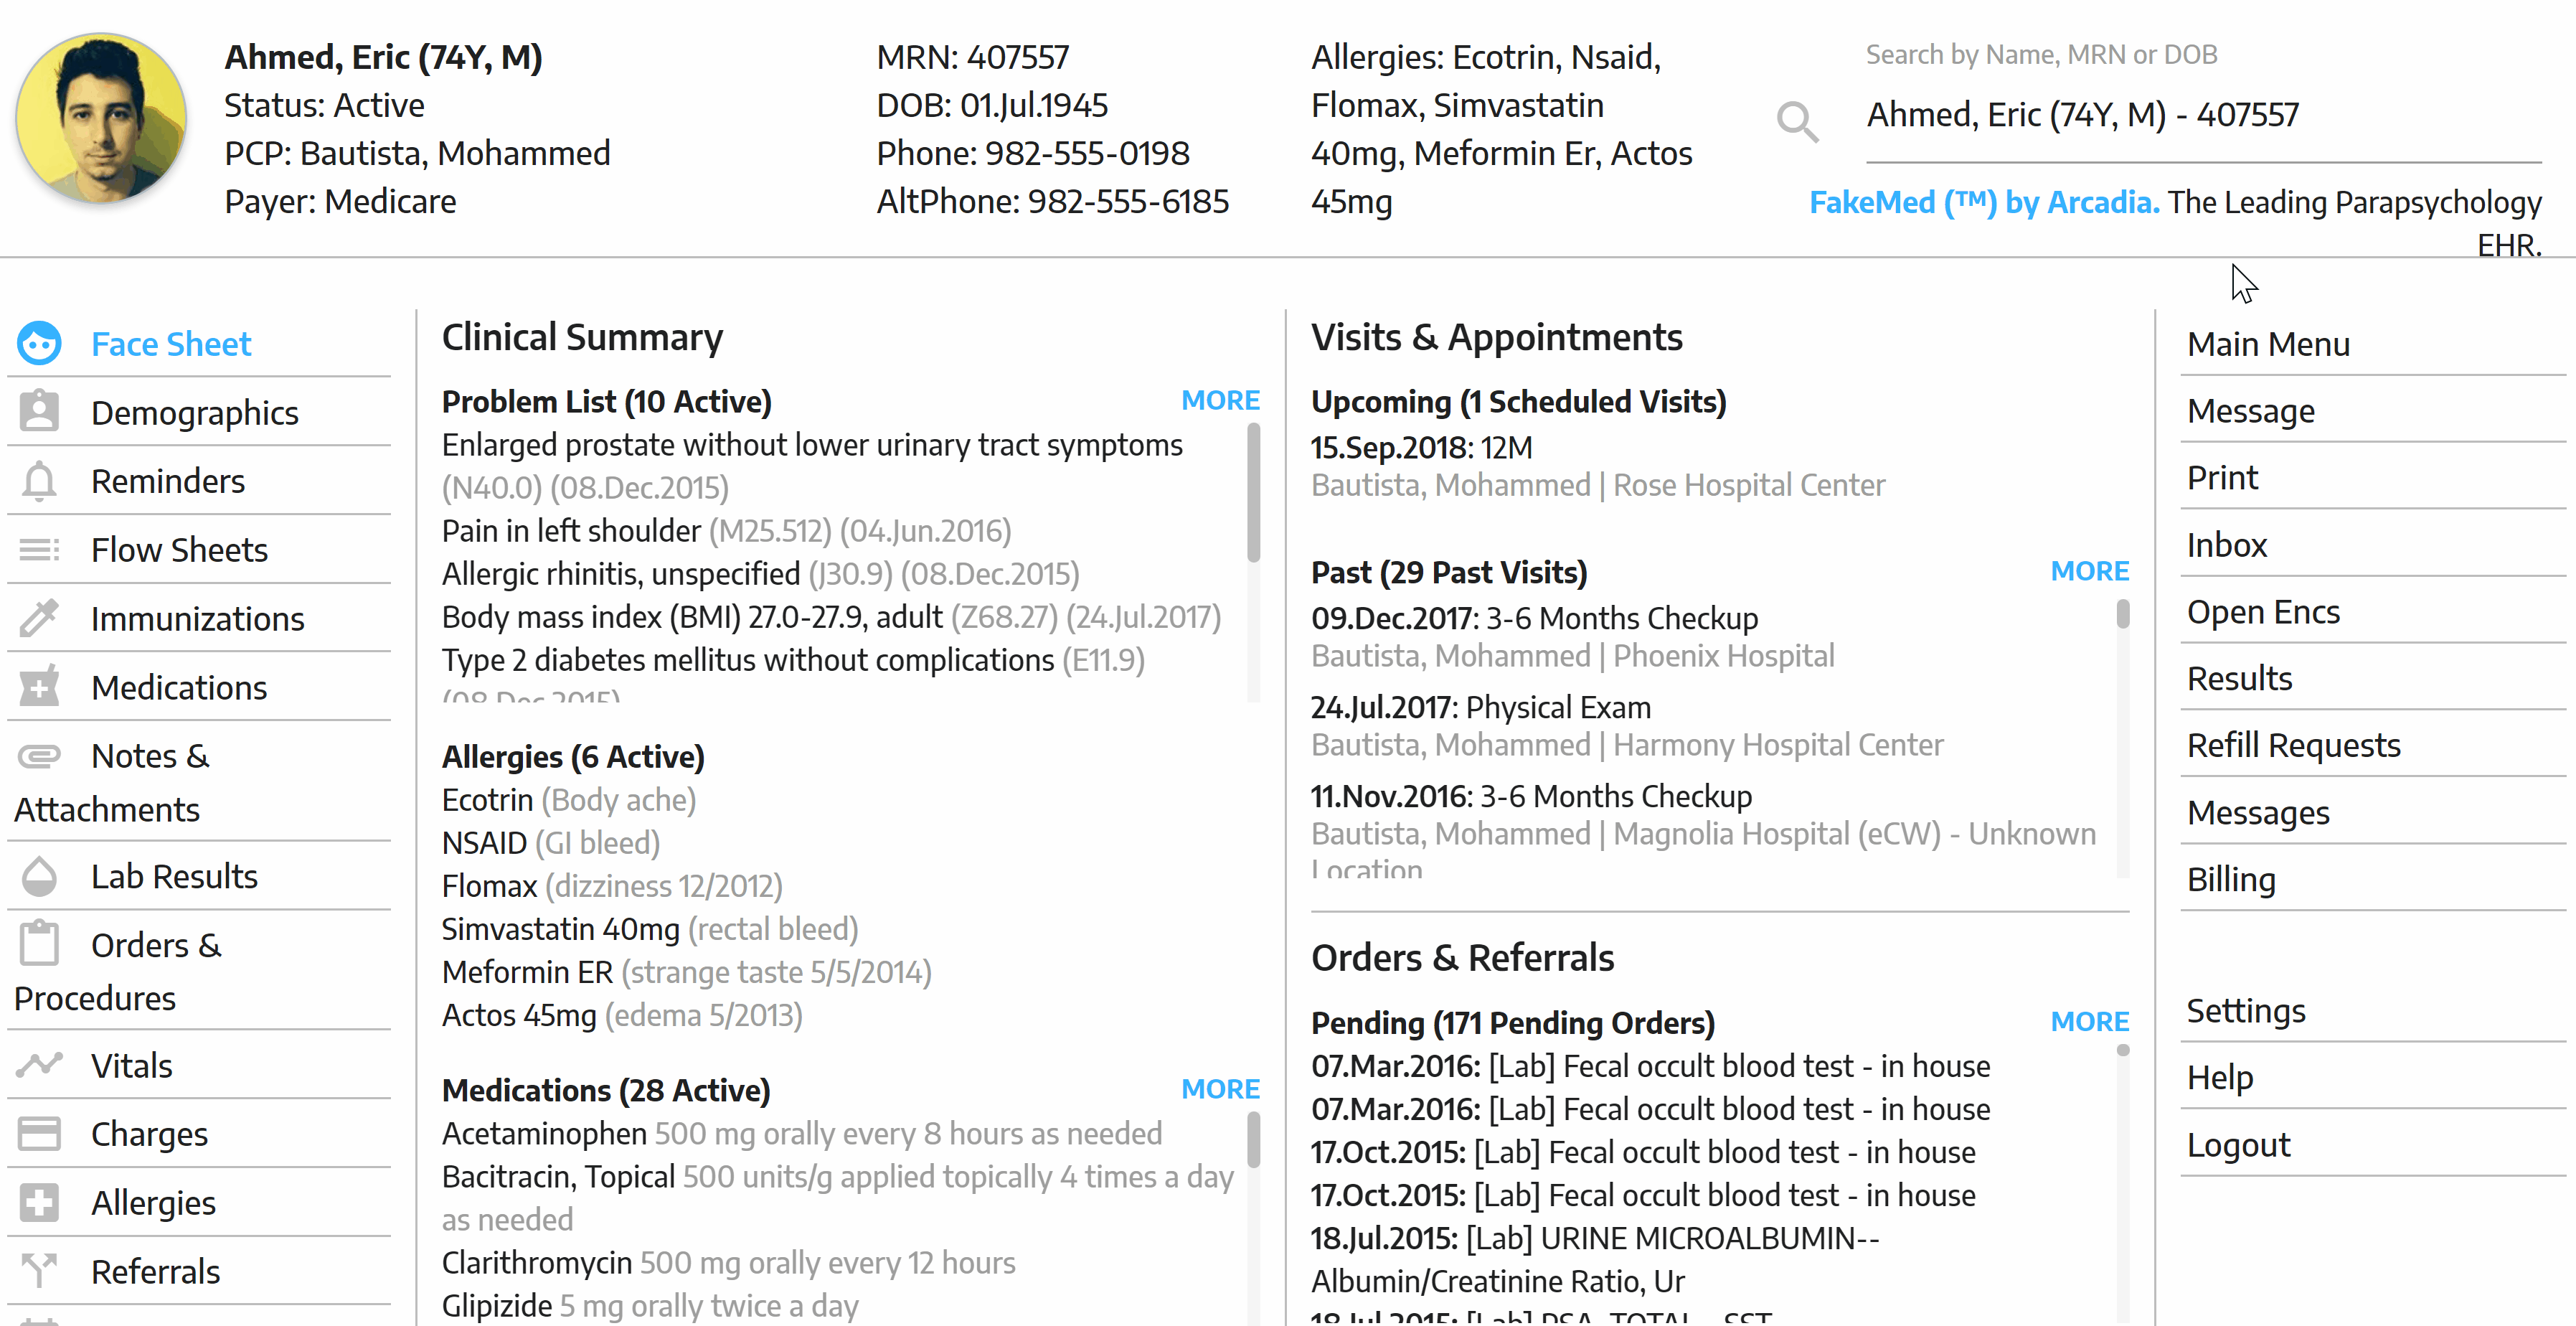 Ahmed, Eric (74Y, M)
Status: Active
PCP: Bautista, Mohammed
Payer: Medicare
MRN: 407557
DOB: 01.Jul.1945
Phone: 982-555-0198
AltPhone: 982-555-6185
Allergies: Ecotrin, Nsaid,
Flomax, Simvastatin
40mg, Meformin Er, Actos
45mg
Search by Name, MRN or DOB
Ahmed, Eric (74Y, M) - 407557
FakeMed (™) by Arcadia. The Leading Parapsychology
EHR.
Face Sheet
Demographics
Reminders
Flow Sheets
Immunizations
Medications
Notes &
Attachments
Lab Results
Orders &
Procedures
Vitals
Charges
Allergies
Referrals
Clinical Summary
Problem List (10 Active) MORE
Enlarged prostate without lower urinary tract symptoms
(N40.0) (08.Dec.2015)
Pain in left shoulder (M25.512) (04.Jun.2016)
Allergic rhinitis, unspecified (J30.9) (08.Dec.2015)
Body mass index (BMI) 27.0-27.9, adult (Z68.27) (24.Jul.2017)
Type 2 diabetes mellitus without complications (E11.9)
(08.Dec.2015)
Allergies (6 Active)
Ecotrin (Body ache)
NSAID (GI bleed)
Flomax (dizziness 12/2012)
Simvastatin 40mg (rectal bleed)
Meformin ER (strange taste 5/5/2014)
Actos 45mg (edema 5/2013)
Medications (28 Active) MORE
Acetaminophen 500 mg orally every 8 hours as needed
Bacitracin, Topical 500 units/g applied topically 4 times a day
as needed
Clarithromycin 500 mg orally every 12 hours
Glipizide 5 mg orally twice a day
Visits & Appointments
Upcoming (1 Scheduled Visits)
15.Sep.2018: 12M
Bautista, Mohammed | Rose Hospital Center
Past (29 Past Visits) MORE
09.Dec.2017: 3-6 Months Checkup
Bautista, Mohammed | Phoenix Hospital
24.Jul.2017: Physical Exam
Bautista, Mohammed | Harmony Hospital Center
11.Nov.2016: 3-6 Months Checkup
Bautista, Mohammed | Magnolia Hospital (eCW) - Unknown
Location
Orders & Referrals
Pending (171 Pending Orders) MORE
07.Mar.2016: [Lab] Fecal occult blood test - in house
07.Mar.2016: [Lab] Fecal occult blood test - in house
17.Oct.2015: [Lab] Fecal occult blood test - in house
17.Oct.2015: [Lab] Fecal occult blood test - in house
18.Jul.2015: [Lab] URINE MICROALBUMIN--
Albumin/Creatinine Ratio, Ur
18.Jul.2015: [Lab] PSA, TOTAL SST
Main Menu
Message
Print
Inbox
Open Encs
Results
Refill Requests
Messages
Billing
Settings
Help
Logout